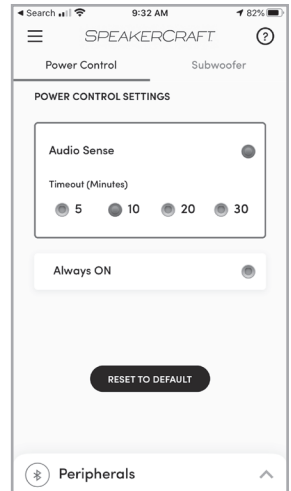 Search 9:32 AM 82%
SPEAKERCRAFT ?
Power Control Subwoofer
POWER CONTROL SETTINGS
Audio Sense
Timeout (Minutes)
5 10 20 30
Always ON
RESET TO DEFAULT
Peripherals